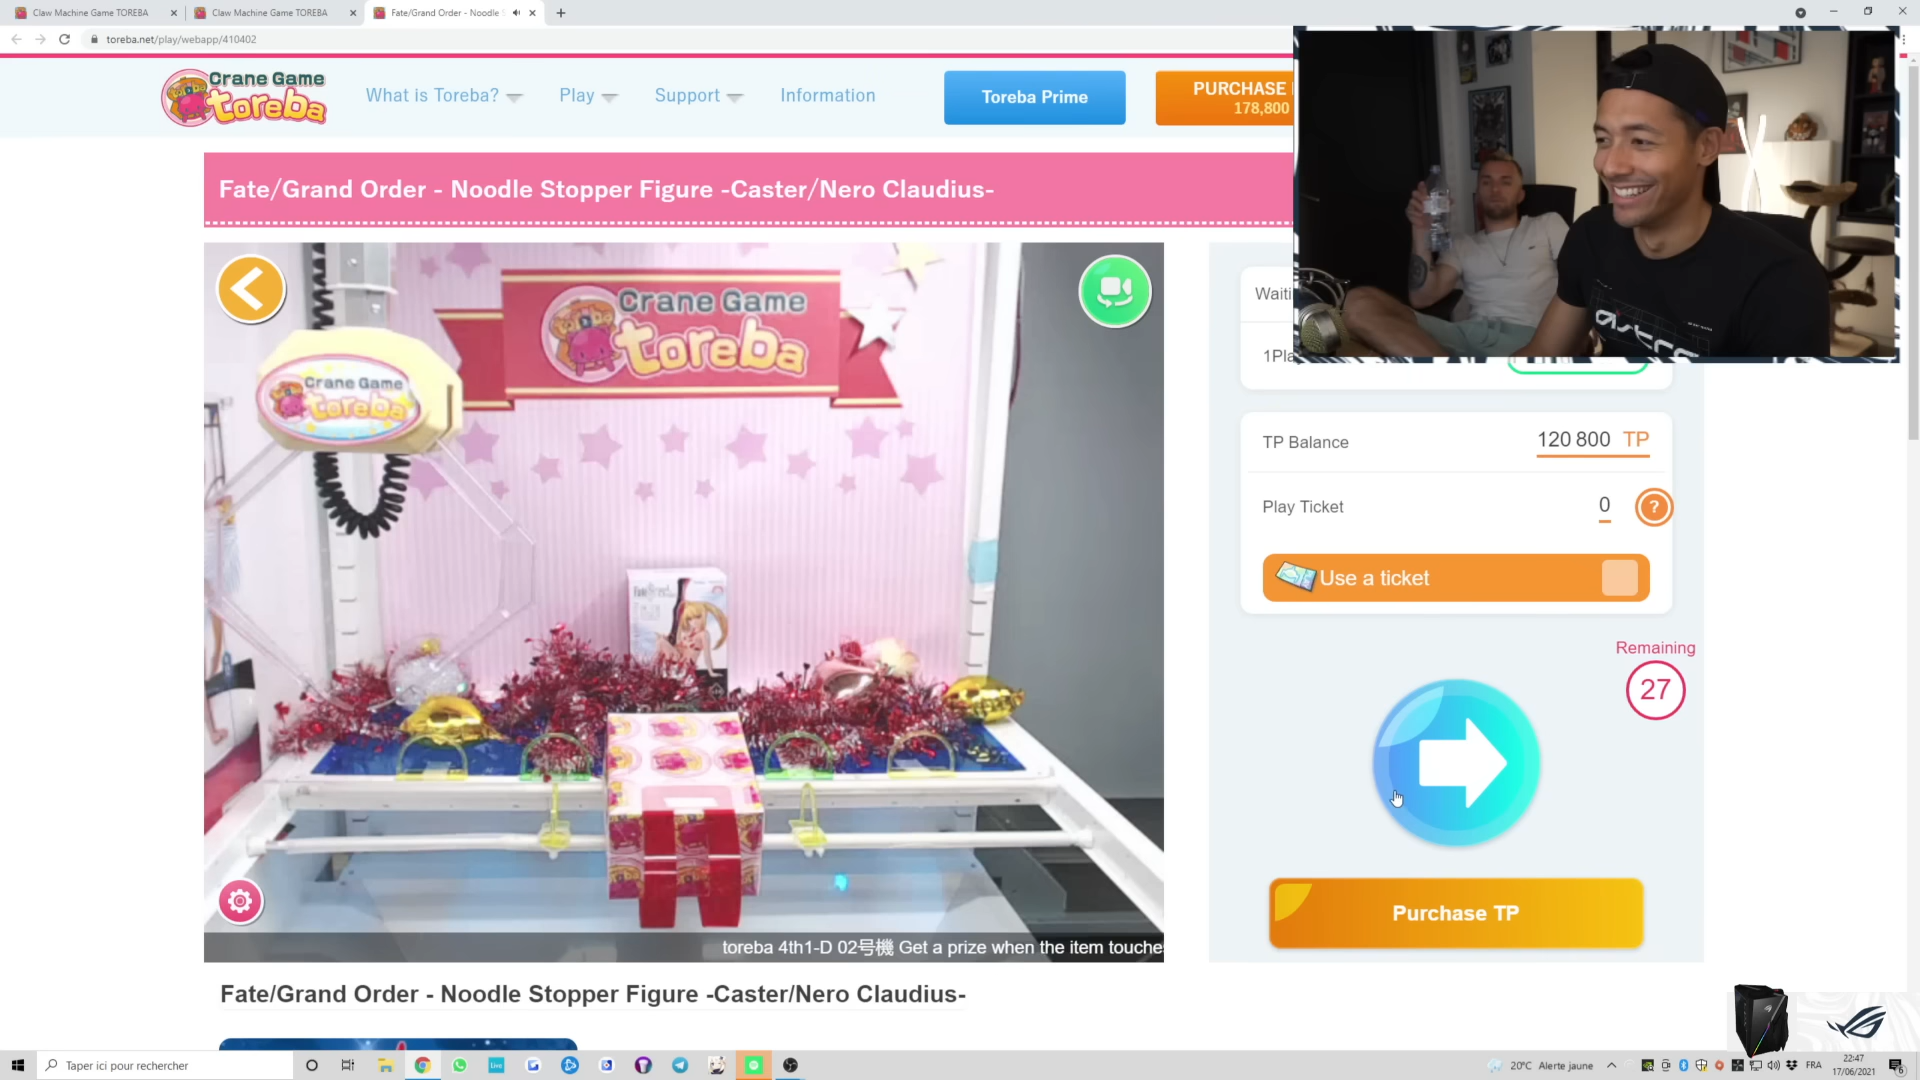 Claw Machine Game TOREBA
Claw Machine Game TOREBA
Fate/Grand Order - Noodle
toreba.net/play/webapp/410402
Crane Game
toreba
What is Toreba?
Play
Support
Information
Toreba Prime
PURCHASE
178,800
Fate/Grand Order - Noodle Stopper Figure -Caster/Nero Claudius-
Crane Game
toreba
Crane Game
toreba
Waiti
1Pla
TP Balance
120 800 TP
Play Ticket
0
?
Use a ticket
Remaining
27
Purchase TP
toreba 4th1-D 02号機 Get a prize when the item touche
Fate/Grand Order - Noodle Stopper Figure -Caster/Nero Claudius-
Taper ici pour rechercher
Live
20°C Alerte jaune
FRA
22:47
17/06/2021
6